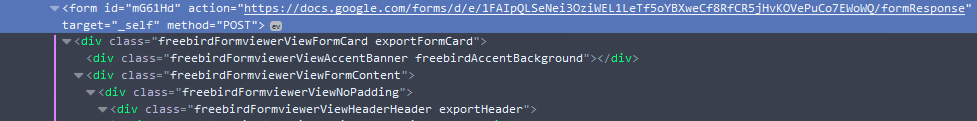 <form id="mG61Hd" action="https://docs.google.com/forms/d/e/1FAIpQLSeNei3OziWEL1LeTf5oYBXweCf8RfCR5jHvKOVePuCo7EWoWQ/formResponse"
target="_self" method="POST"> ev
<div class="freebirdFormviewerViewFormCard exportFormCard">
<div class="freebirdFormviewerViewAccentBanner freebirdAccentBackground"></div>
<div class="freebirdFormviewerViewFormContent">
<div class="freebirdFormviewerViewNoPadding">
<div class="freebirdFormviewerViewHeaderHeader exportHeader">